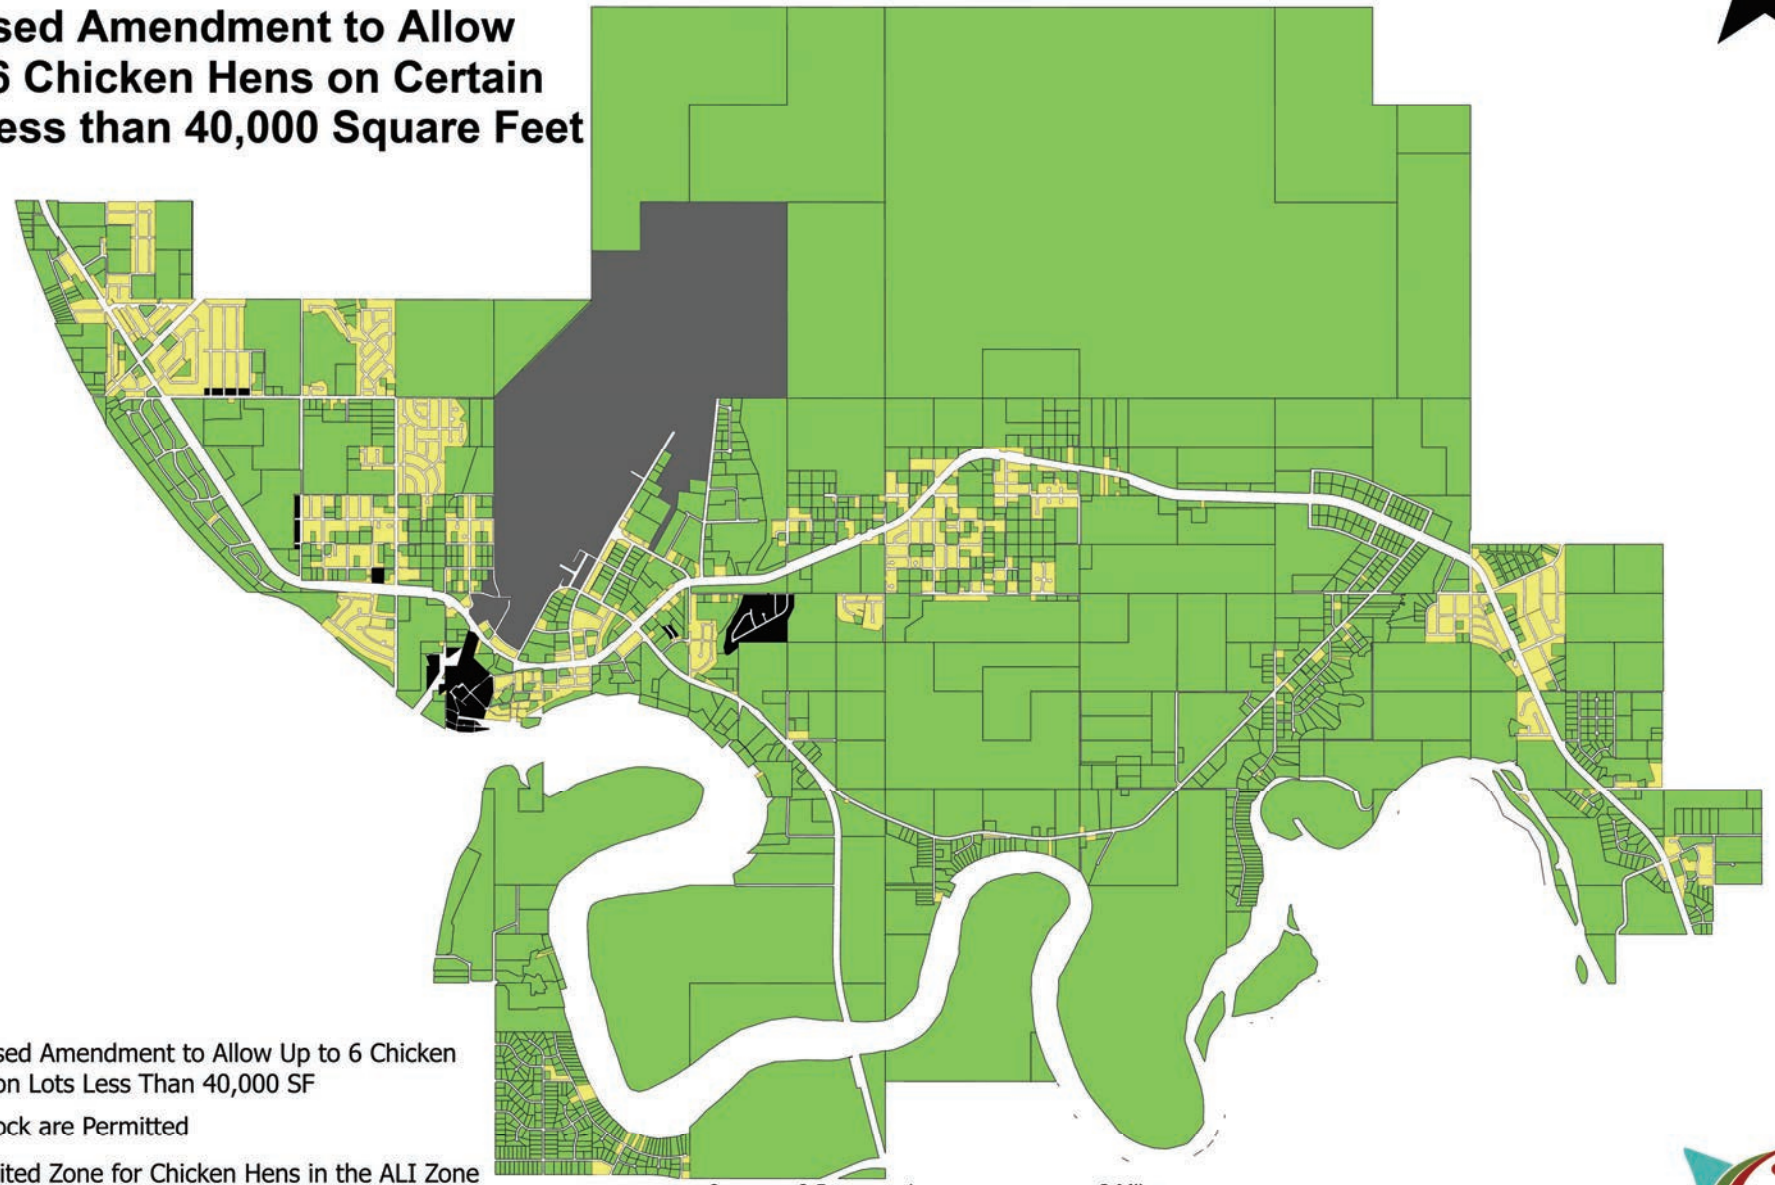 sed Amendment to Allow
6 Chicken Hens on Certain
ess than 40,000 Square Feet
sed Amendment to Allow Up to 6 Chicken
on Lots Less Than 40,000 SF
ock are Permitted
ited Zone for Chicken Hens in the ALI Zone